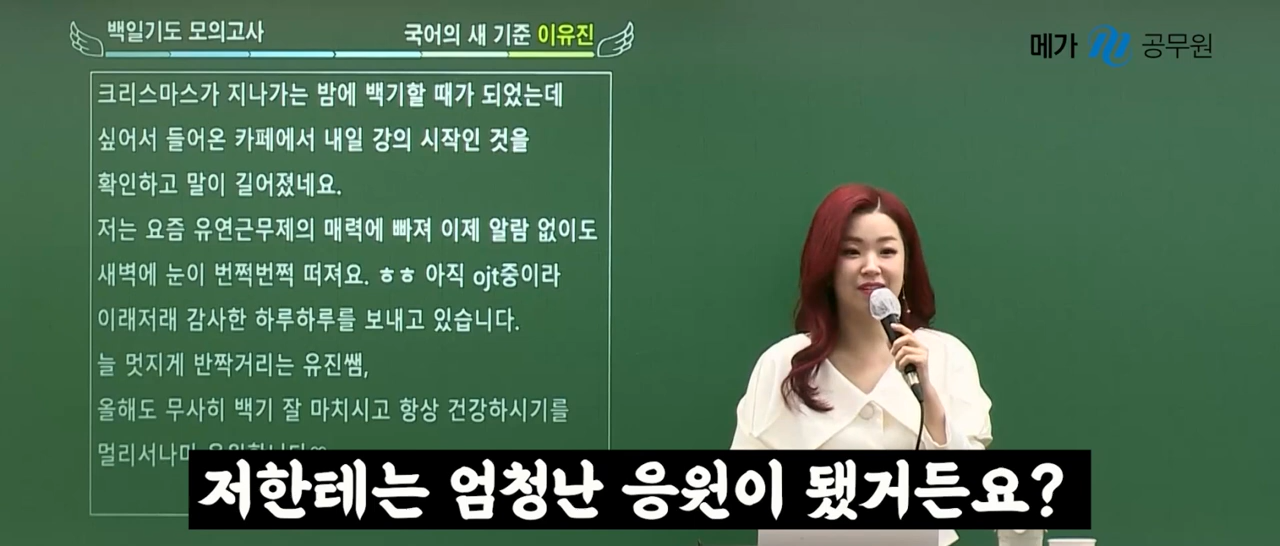 백일기도 모의고사
국어의 새 기준 이유진
메가 공무원
크리스마스가 지나가는 밤에 백기할 때가 되었는데
싶어서 들어온 카페에서 내일 강의 시작인 것을
확인하고 말이 길어졌네요.
저는 요즘 유연근무제의 매력에 빠져 이제 알람 없이도
새벽에 눈이 번쩍번쩍 떠져요. ㅎㅎ 아직 ojt중이라
이래저래 감사한 하루하루를 보내고 있습니다.
늘 멋지게 반짝거리는 유진쌤,
올해도 무사히 백기 잘 마치시고 항상 건강하시기를
멀리서나마
저한테는 엄청난 응원이 됐거든요?